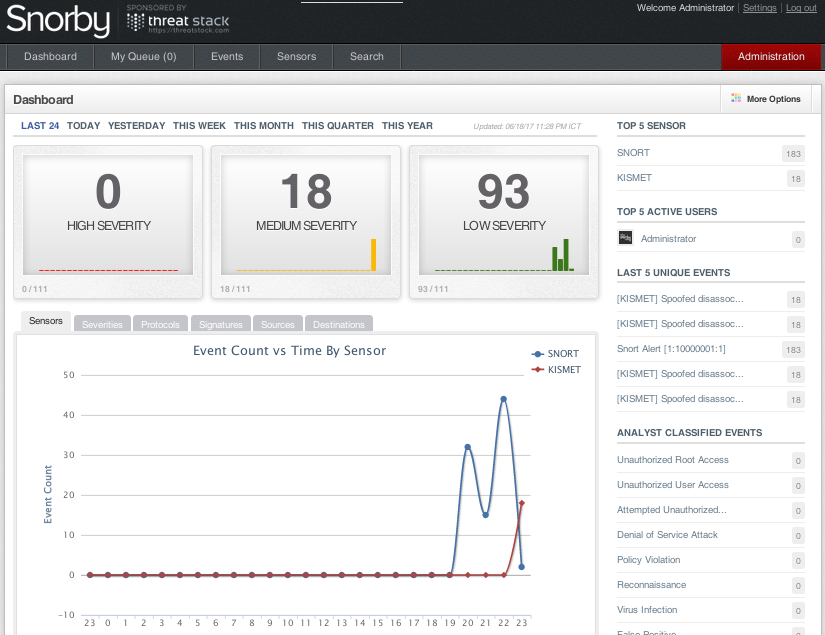 Snorby
SPONSORED BY
threat stack
https://threatstack.com
Welcome Administrator | Settings | Log out
Dashboard
My Queue (0)
Events
Sensors
Search
Administration
Dashboard
More Options
LAST 24 TODAY YESTERDAY THIS WEEK THIS MONTH THIS QUARTER THIS YEAR
Updated: 06/18/17 11:28 PM ICT
0
HIGH SEVERITY
0 / 111
18
MEDIUM SEVERITY
18 / 111
93
LOW SEVERITY
93 / 111
Sensors
Severities
Protocols
Signatures
Sources
Destinations
Event Count vs Time By Sensor
SNORT
KISMET
Event Count
50
40
30
20
10
0
-10
23 0 1 2 3 4 5 6 7 8 9 10 11 12 13 14 15 16 17 18 19 20 21 22 23
TOP 5 SENSOR
SNORT 183
KISMET 18
TOP 5 ACTIVE USERS
Administrator 0
LAST 5 UNIQUE EVENTS
[KISMET] Spoofed disassoc... 18
[KISMET] Spoofed disassoc... 18
Snort Alert [1:10000001:1] 183
[KISMET] Spoofed disassoc... 18
[KISMET] Spoofed disassoc... 18
ANALYST CLASSIFIED EVENTS
Unauthorized Root Access 0
Unauthorized User Access 0
Attempted Unauthorized... 0
Denial of Service Attack 0
Policy Violation 0
Reconnaissance 0
Virus Infection 0
False Positive